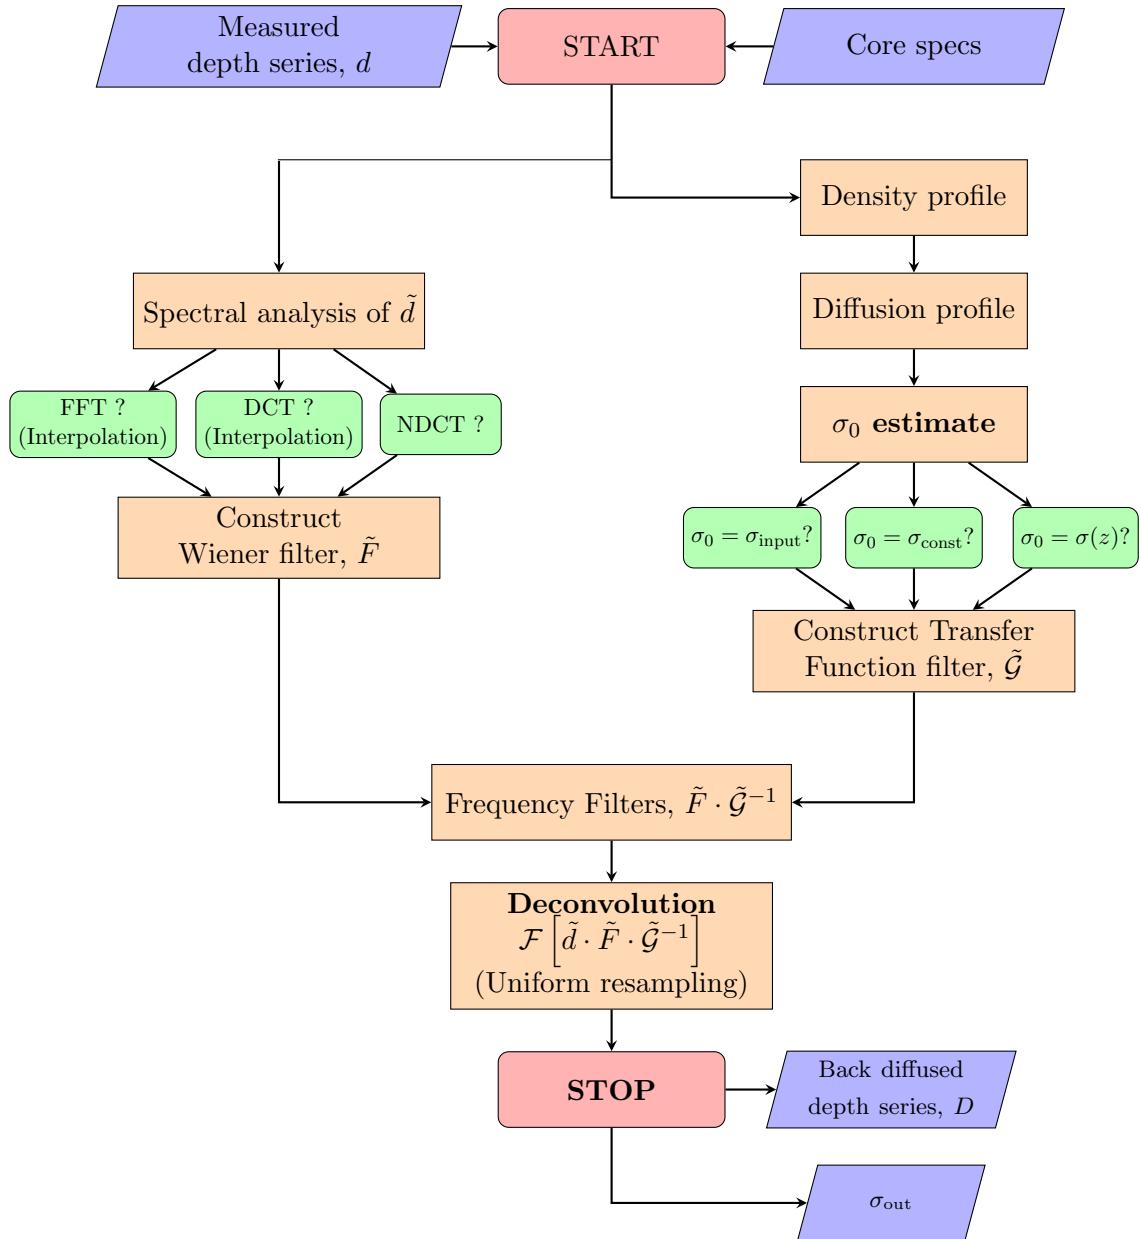 Measured
depth series, d
START
Core specs
Density profile
Spectral analysis of d̃
Diffusion profile
FFT ?
(Interpolation)
DCT ?
(Interpolation)
NDCT ?
σ₀ estimate
Construct
Wiener filter, F̃
σ₀ = σ_input?
σ₀ = σ_const?
σ₀ = σ(z)?
Construct Transfer
Function filter, 𝒢̃
Frequency Filters, F̃ · 𝒢̃⁻¹
Deconvolution
ℱ [d̃ · F̃ · 𝒢̃⁻¹]
(Uniform resampling)
STOP
Back diffused
depth series, D
σ_out